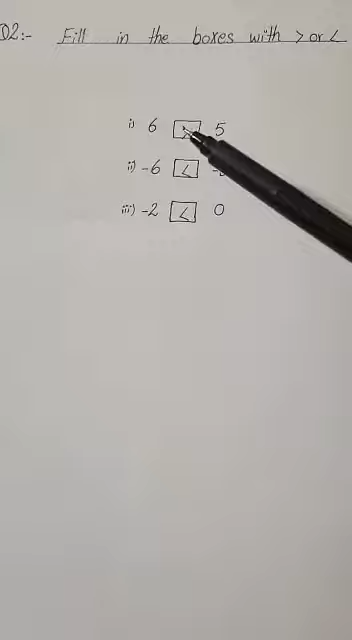 Q2:- Fill in the boxes with > or <
i) 6 > 5
ii) -6 <
iii) -2 < 0